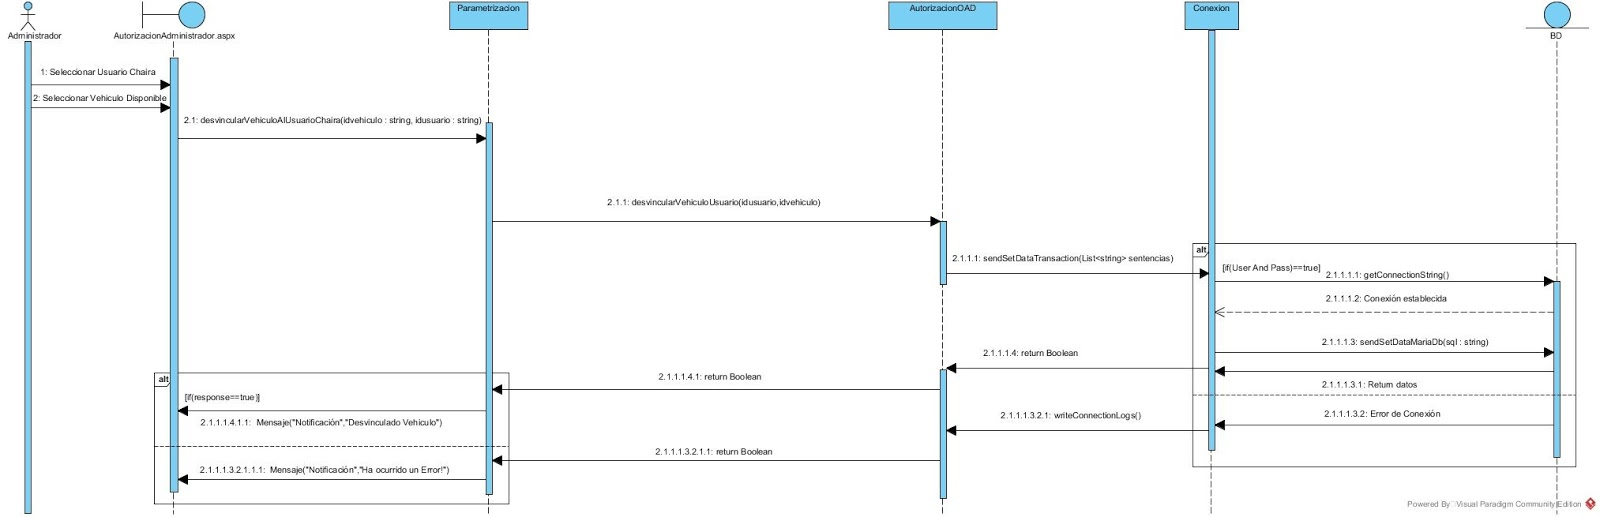 Administrador
AutorizacionAdministrador.aspx
Parametrizacion
AutorizacionOAD
Conexion
BD
1: Seleccionar Usuario Chaira
2: Seleccionar Vehiculo Disponible
2.1: desvincularVehiculoAlUsuarioChaira(idvehiculo : string, idusuario : string)
2.1.1: desvincularVehiculoUsuario(idusuario,idvehiculo)
alt
2.1.1.1: sendSetDataTransaction(List<string> sentencias)
[if(User And Pass)==true]
2.1.1.1.1: getConnectionString()
2.1.1.1.2: Conexión establecida
2.1.1.1.3: sendSetDataMariaDb(sql : string)
2.1.1.1.4: return Boolean
2.1.1.1.4.1: return Boolean
alt
2.1.1.1.3.1: Return datos
[if(response==true)]
2.1.1.1.4.1.1: Mensaje("Notificación","Desvinculado Vehículo")
2.1.1.1.3.2.1: writeConnectionLogs()
2.1.1.1.3.2: Error de Conexión
2.1.1.1.3.2.1.1: return Boolean
2.1.1.1.3.2.1.1.1: Mensaje("Notificación","Ha ocurrido un Error!")
Powered By Visual Paradigm Community Edition